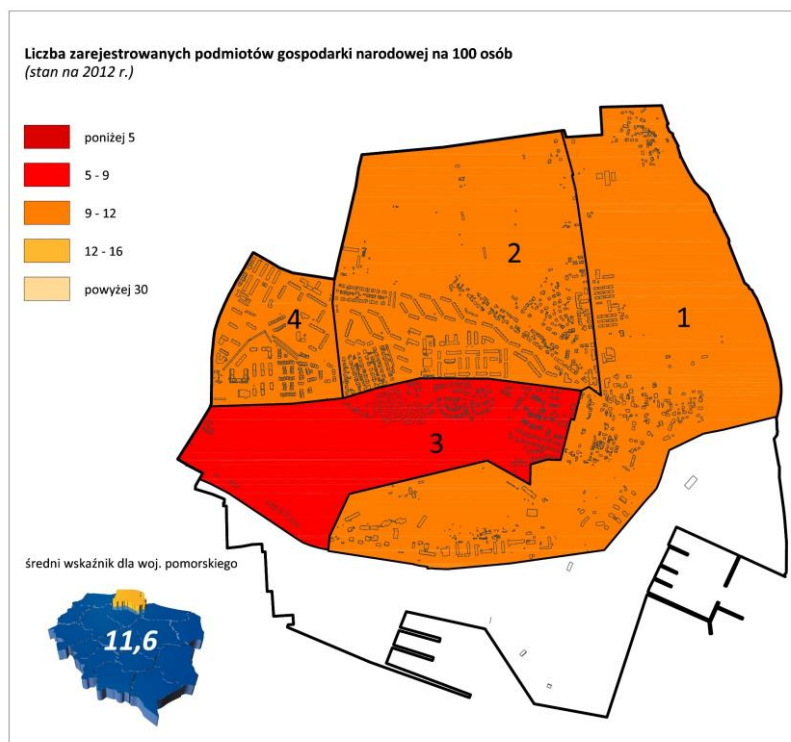 Liczba zarejestrowanych podmiotów gospodarki narodowej na 100 osób
(stan na 2012 r.)
poniżej 5
5 - 9
9 - 12
12 - 16
powyżej 30
2
1
4
3
średni wskaźnik dla woj. pomorskiego
11,6